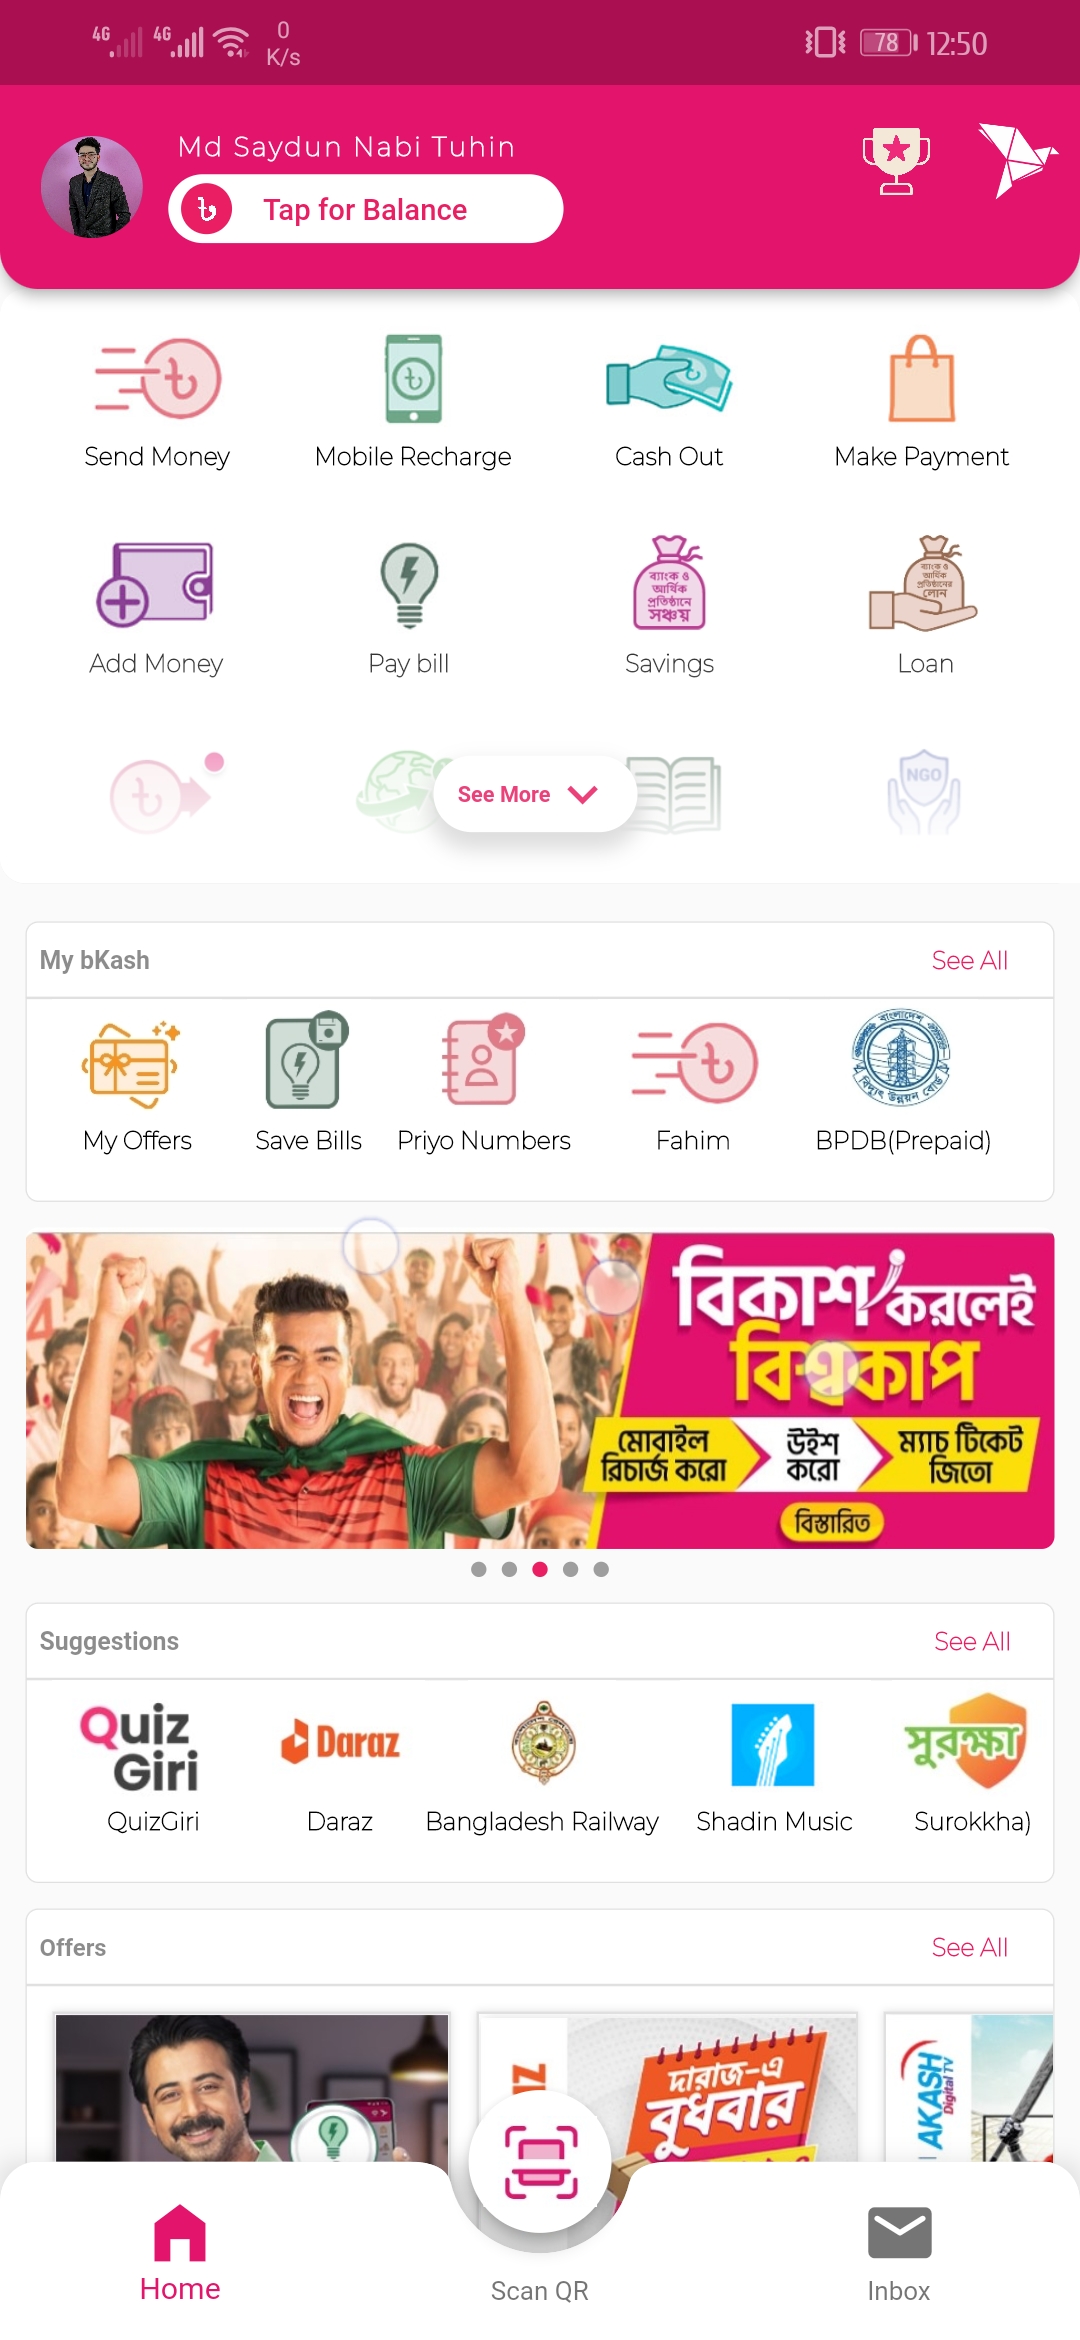 4G 4G 0 K/s 78 12:50
Md Saydun Nabi Tuhin
Tap for Balance
Send Money Mobile Recharge Cash Out Make Payment
ব্যাংক ও আর্থিক প্রতিষ্ঠানে সঞ্চয়
ব্যাংক ও আর্থিক প্রতিষ্ঠানের লোন
Add Money Pay bill Savings Loan
NGO
See More
My bKash See All
My Offers Save Bills Priyo Numbers Fahim BPDB(Prepaid)
বিকাশ করলেই
বিশ্বকাপ
মোবাইল রিচার্জ করো
উইশ করো
ম্যাচ টিকেট জিতো
বিস্তারিত
Suggestions See All
Quiz Giri
Daraz
সুরক্ষা
QuizGiri Daraz Bangladesh Railway Shadin Music Surokkha)
Offers See All
দারাজ-এ
বুধবার
AKASH
Digital TV
Home Scan QR Inbox